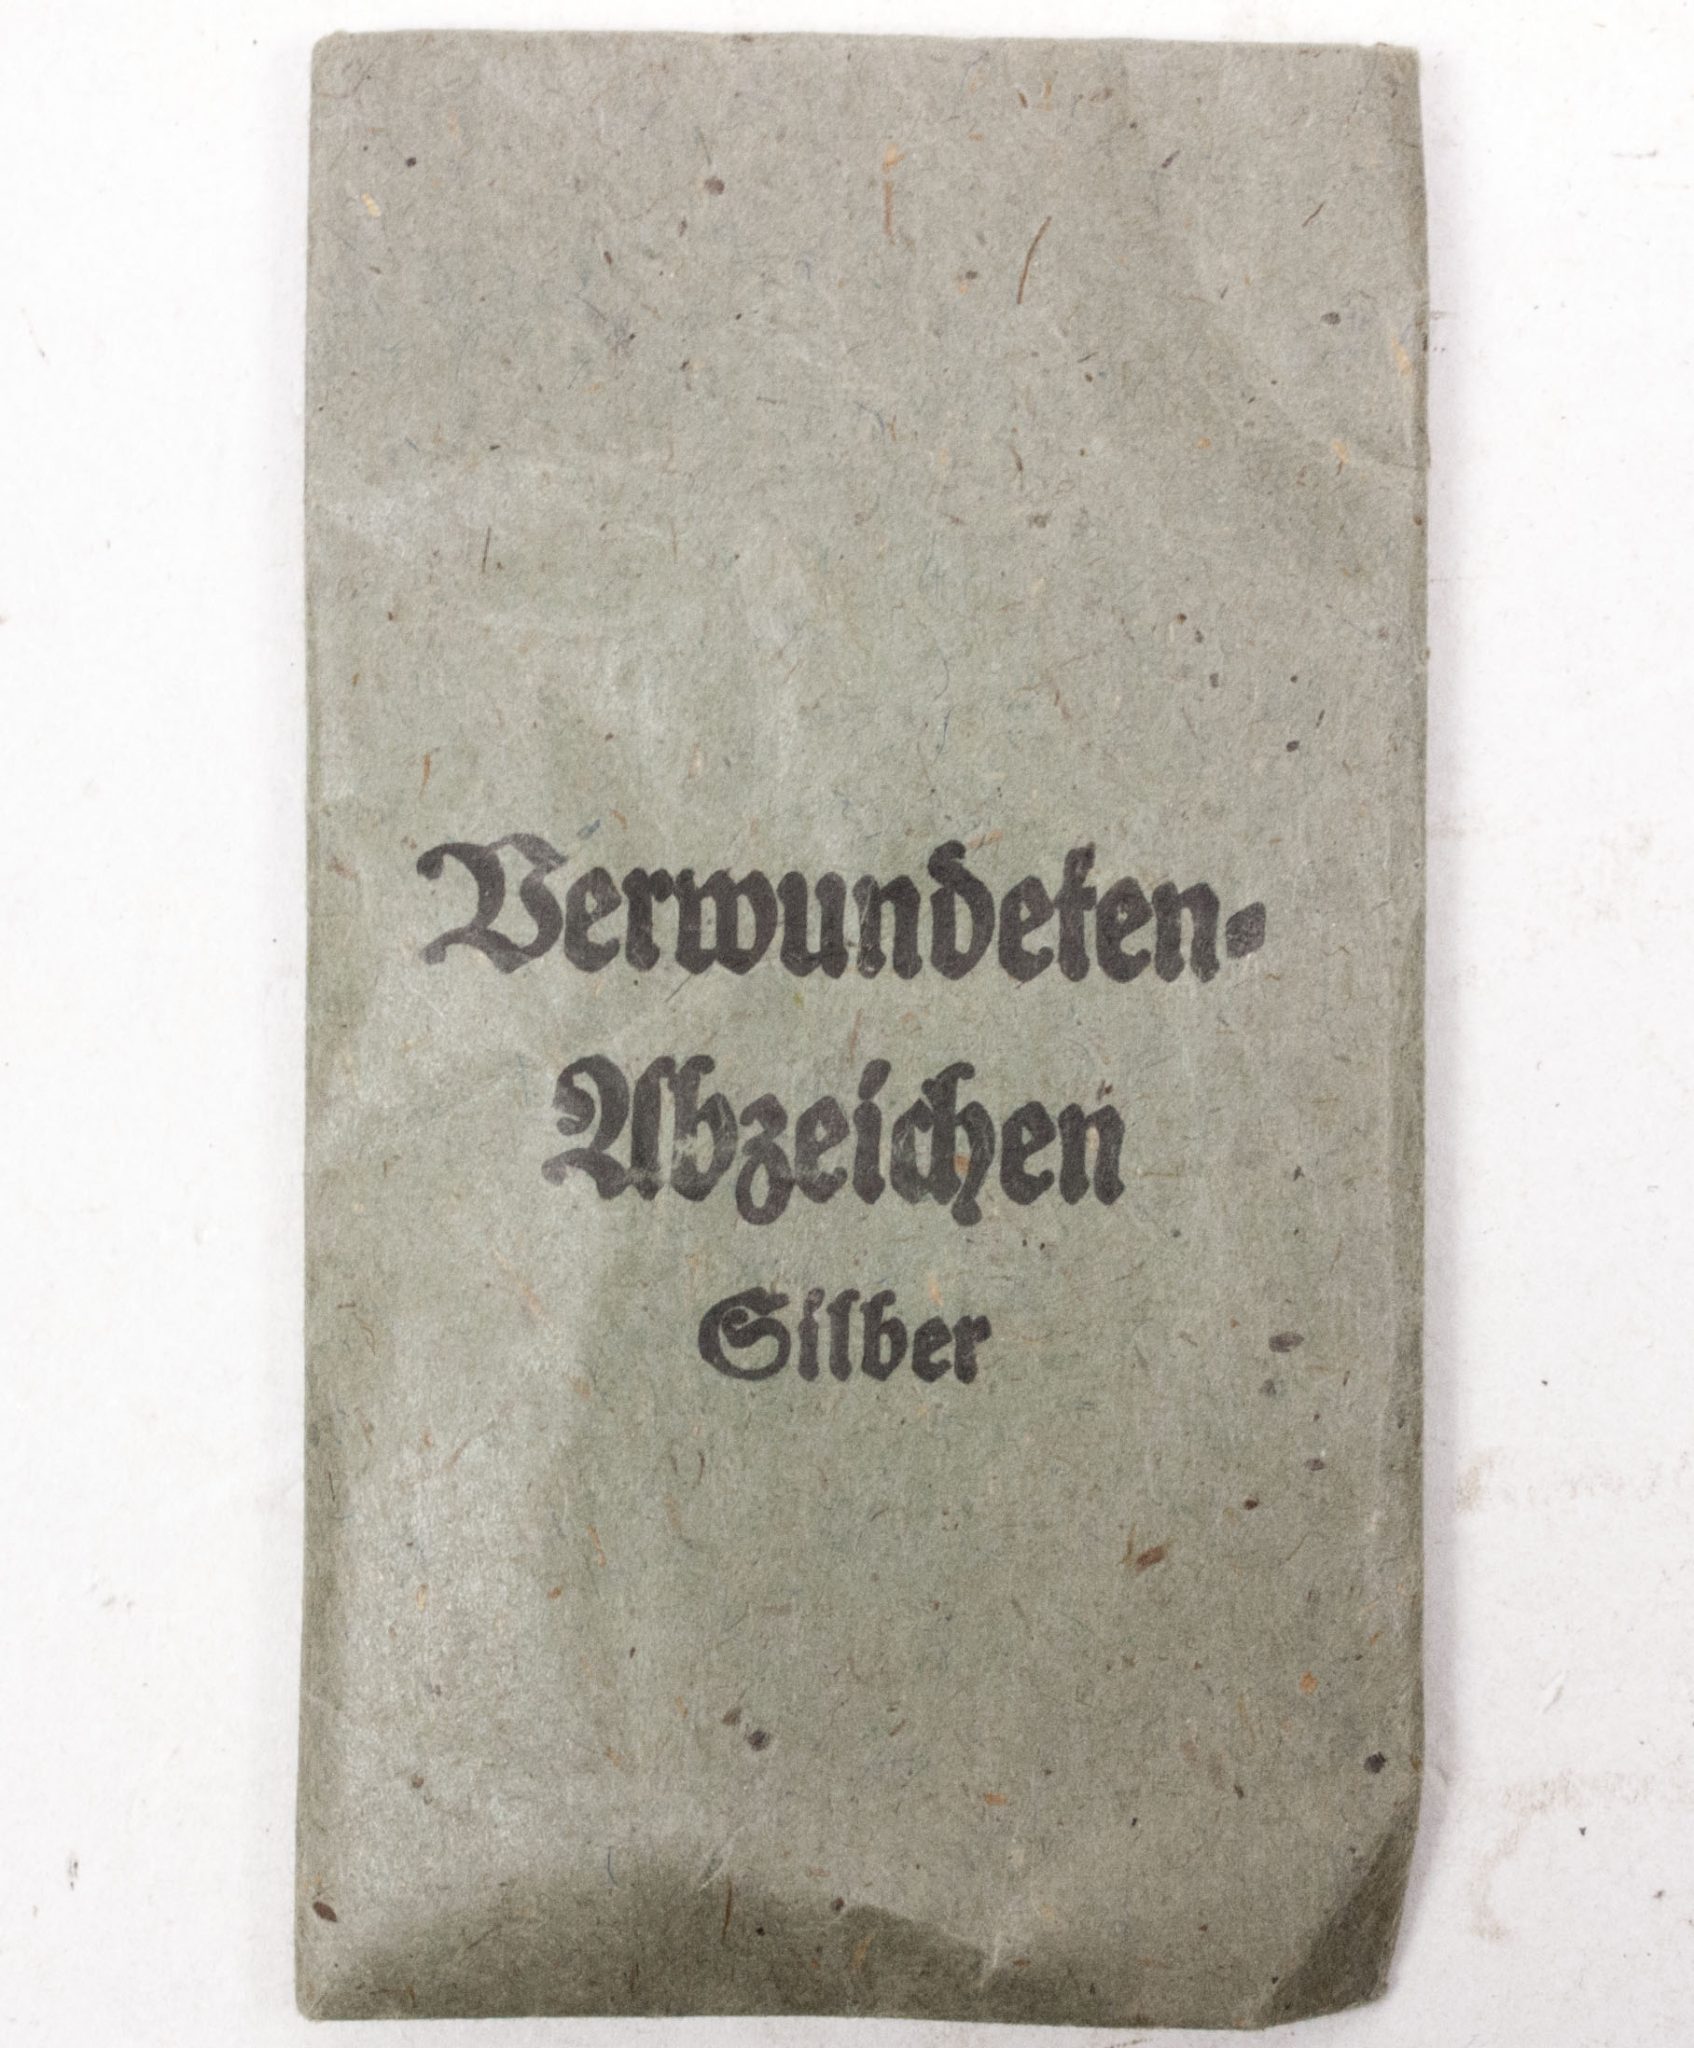 Verwundeten-
Abzeichen
Silber